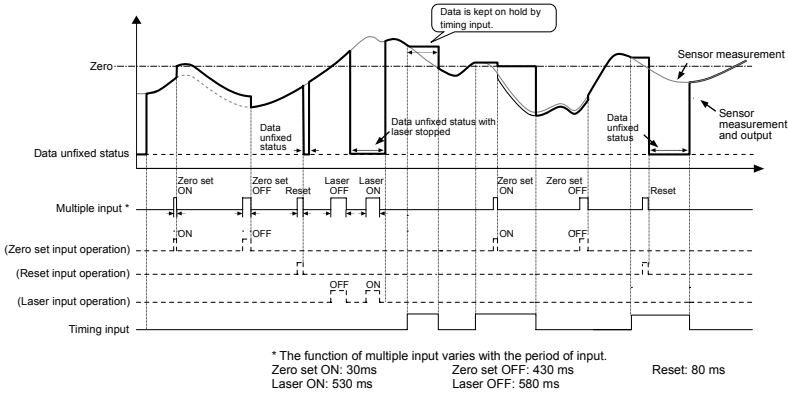 Data is kept on hold by
timing input.
Zero
Sensor measurement
Data
unfixed
status
Data unfixed status with
laser stopped
Data
unfixed
status
Sensor
measurement
and output
Data unfixed status
Zero set
ON
Zero set
OFF
Reset
Laser
OFF
Laser
ON
Zero set
ON
Zero set
OFF
Reset
Multiple input *
ON
OFF
ON
OFF
(Zero set input operation)
(Reset input operation)
OFF
ON
(Laser input operation)
Timing input
* The function of multiple input varies with the period of input.
Zero set ON: 30ms Zero set OFF: 430 ms Reset: 80 ms
Laser ON: 530 ms Laser OFF: 580 ms